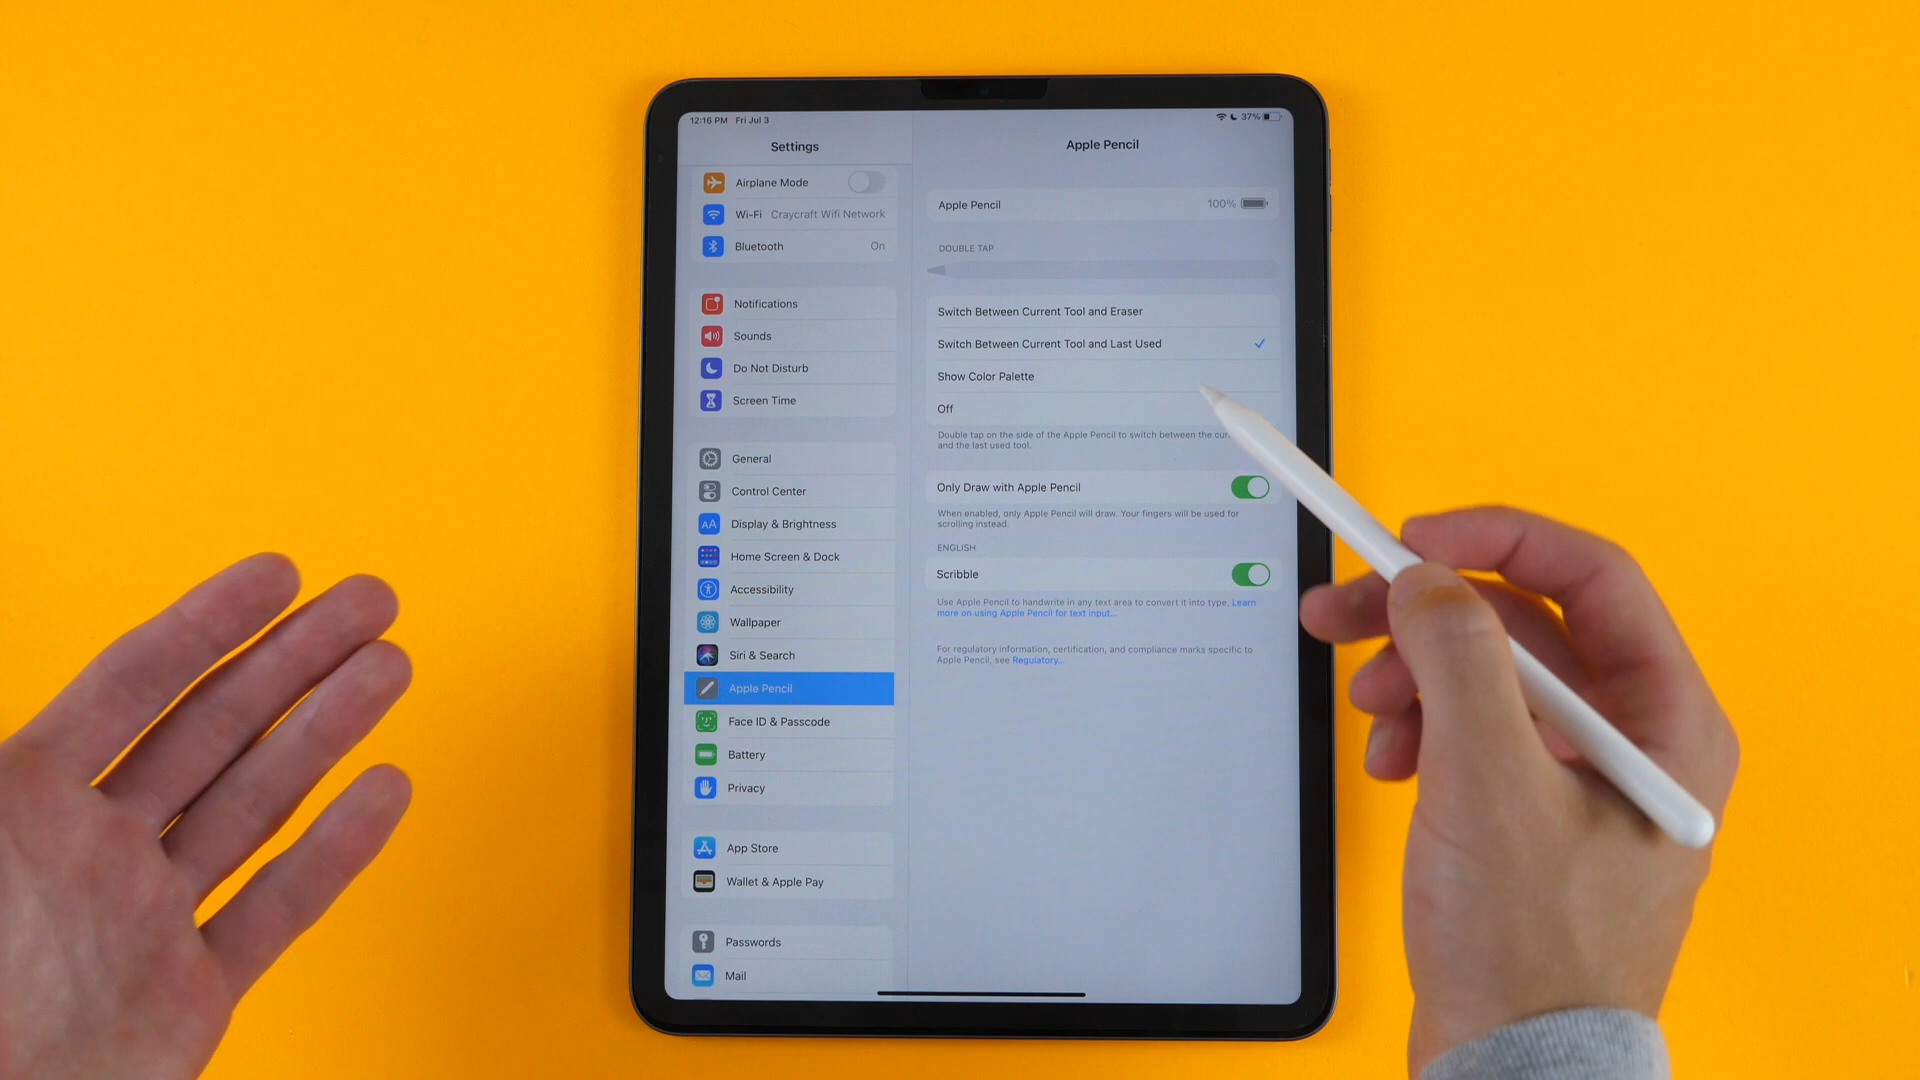 12:16 PM Fri Jul 3
37%
Settings
Airplane Mode
Wi-Fi Craycraft Wifi Network
Bluetooth On
Notifications
Sounds
Do Not Disturb
Screen Time
General
Control Center
AA Display & Brightness
Home Screen & Dock
Accessibility
Wallpaper
Siri & Search
Apple Pencil
Face ID & Passcode
Battery
Privacy
App Store
Wallet & Apple Pay
Passwords
Mail
Apple Pencil
Apple Pencil 100%
DOUBLE TAP
Switch Between Current Tool and Eraser
Switch Between Current Tool and Last Used
Show Color Palette
Off
Double tap on the side of the Apple Pencil to switch between the
and the last used tool.
Only Draw with Apple Pencil
When enabled, only Apple Pencil will draw. Your fingers will be used for
scrolling instead.
ENGLISH
Scribble
Use Apple Pencil to handwrite in any text area to convert it into type. Learn
more on using Apple Pencil for text input...
For regulatory information, certification, and compliance marks specific to
Apple Pencil, see Regulatory...